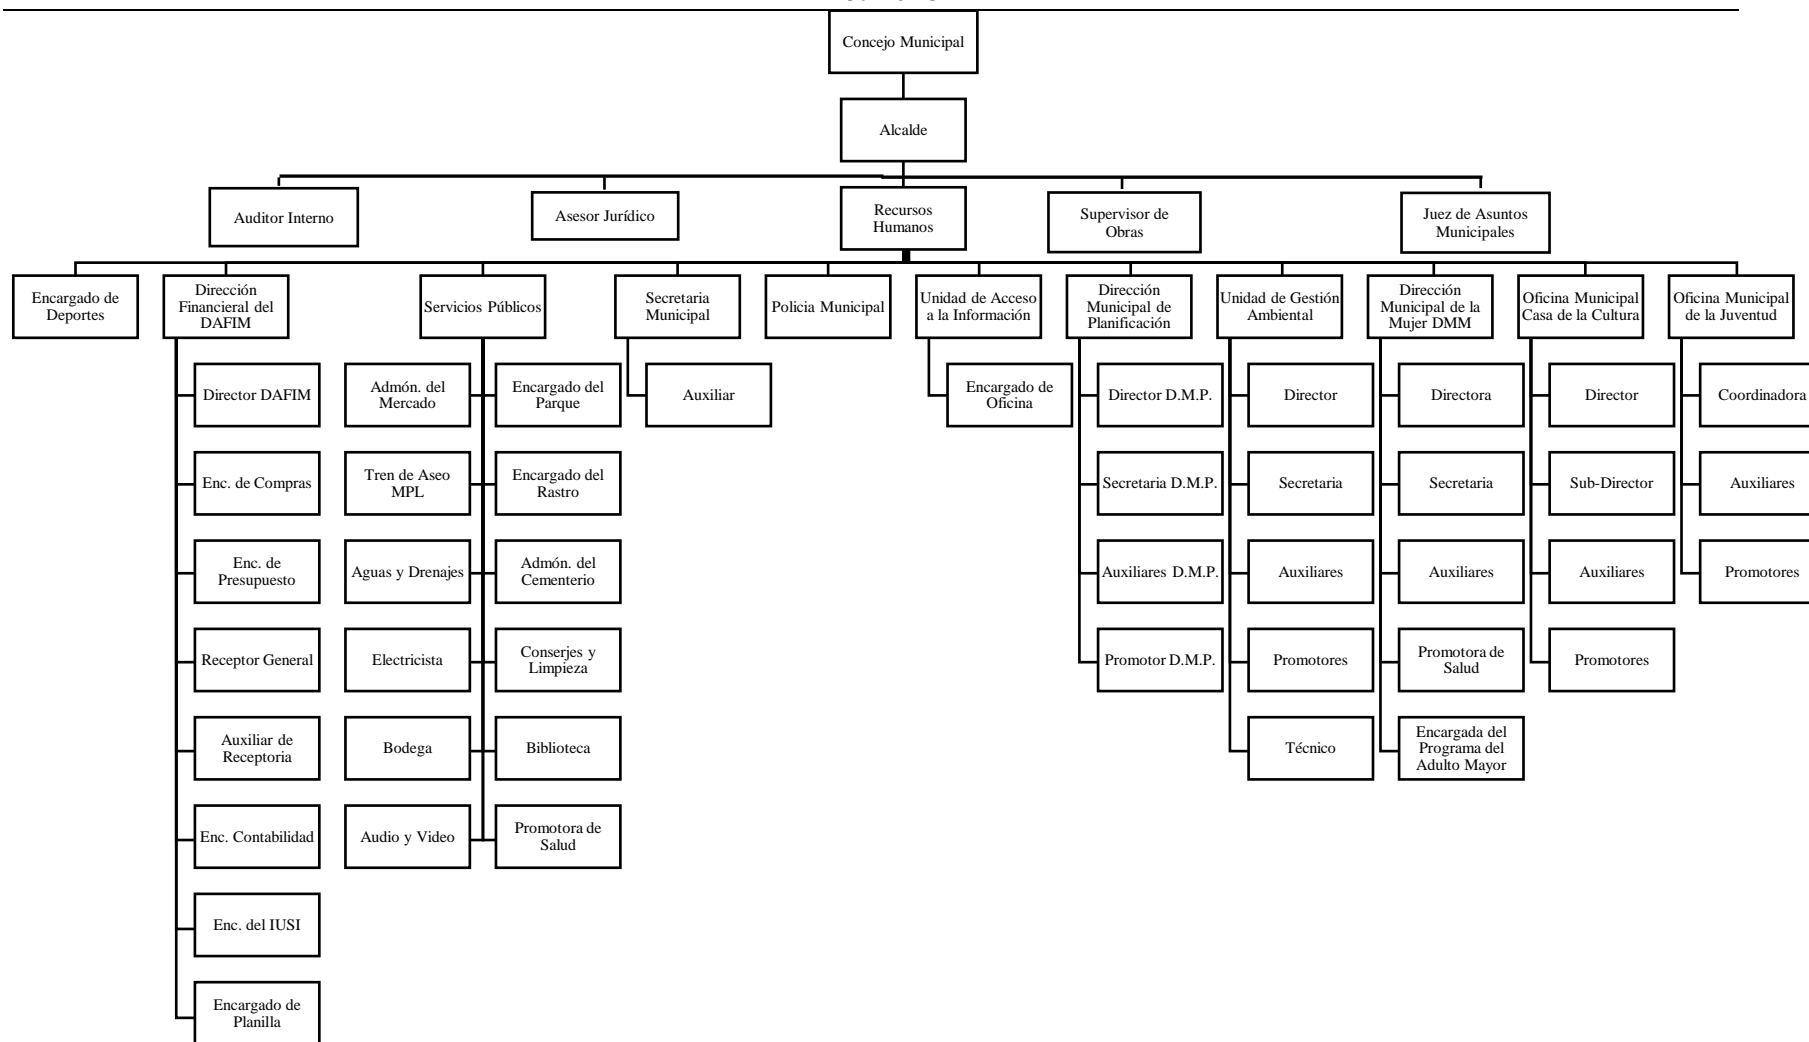 Concejo Municipal
Alcalde
Auditor Interno
Asesor Jurídico
Recursos
Humanos
Supervisor de
Obras
Juez de Asuntos
Municipales
Encargado de
Deportes
Dirección
Financieral del
DAFIM
Servicios Públicos
Secretaria
Municipal
Policia Municipal
Unidad de Acceso
a la Información
Dirección
Municipal de
Planificación
Unidad de Gestión
Ambiental
Dirección
Municipal de la
Mujer DMM
Oficina Municipal
Casa de la Cultura
Oficina Municipal
de la Juventud
Director DAFIM
Enc. de Compras
Enc. de
Presupuesto
Receptor General
Auxiliar de
Receptoria
Enc. Contabilidad
Enc. del IUSI
Encargado de
Planilla
Admón. del
Mercado
Encargado del
Parque
Tren de Aseo
MPL
Encargado del
Rastro
Aguas y Drenajes
Admón. del
Cementerio
Electricista
Conserjes y
Limpieza
Bodega
Biblioteca
Audio y Video
Promotora de
Salud
Auxiliar
Encargado de
Oficina
Director D.M.P.
Secretaria D.M.P.
Auxiliares D.M.P.
Promotor D.M.P.
Director
Secretaria
Auxiliares
Promotores
Técnico
Directora
Secretaria
Auxiliares
Promotora de
Salud
Encargada del
Programa del
Adulto Mayor
Director
Sub-Director
Auxiliares
Promotores
Coordinadora
Auxiliares
Promotores